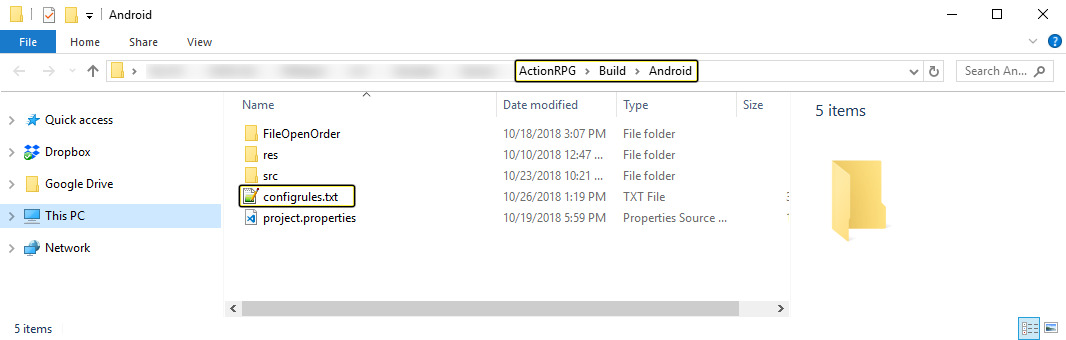 Android
File Home Share View
ActionRPG Build Android Search An...
Name Date modified Type Size
5 items
Quick access
Dropbox
Google Drive
This PC
Network
FileOpenOrder 10/18/2018 3:07 PM File folder
res 10/10/2018 12:47 ... File folder
src 10/23/2018 10:21 ... File folder
configrules.txt 10/26/2018 1:19 PM TXT File
project.properties 10/19/2018 5:59 PM Properties Source ...
5 items